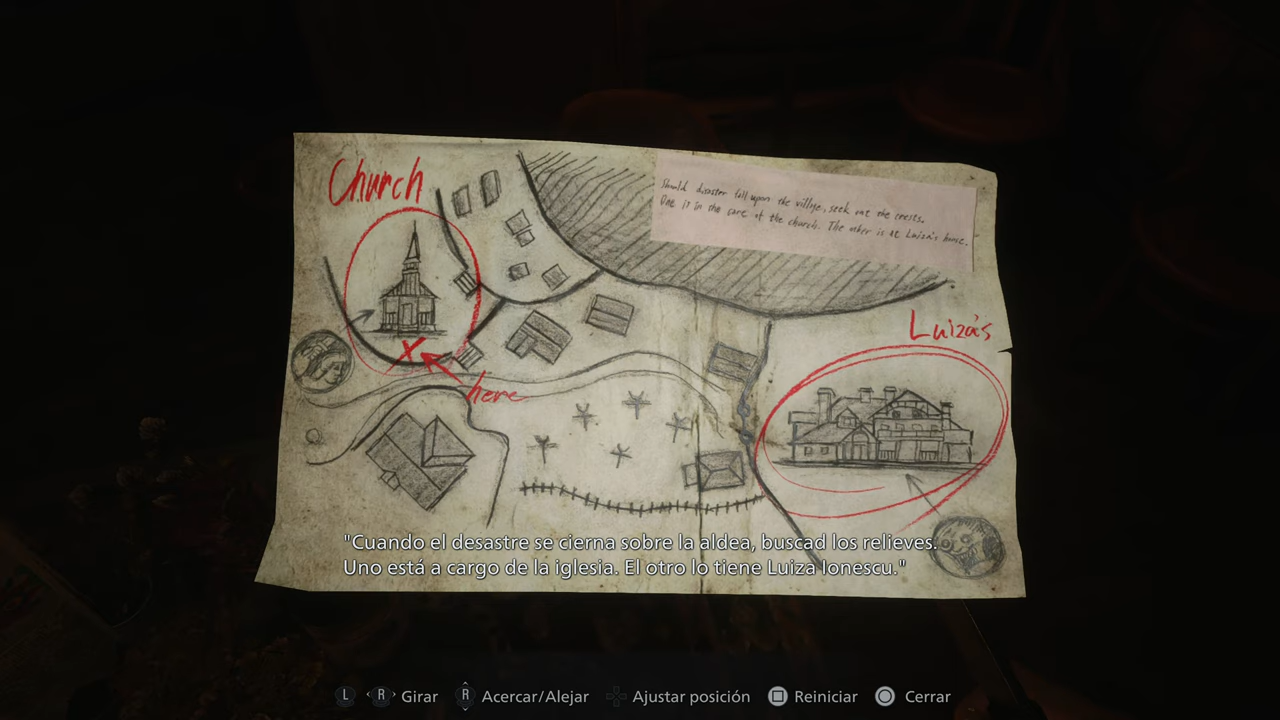 Church
Should disaster fall upon the village, seek out the crests.
One is in the care of the church. The other is at Luiza's house.
Luiza's
here
"Cuando el desastre se cierna sobre la aldea, buscad los relieves.
Uno está a cargo de la iglesia. El otro lo tiene Luiza Ionescu."
L R Girar R Acercar/Alejar Ajustar posición Reiniciar Cerrar